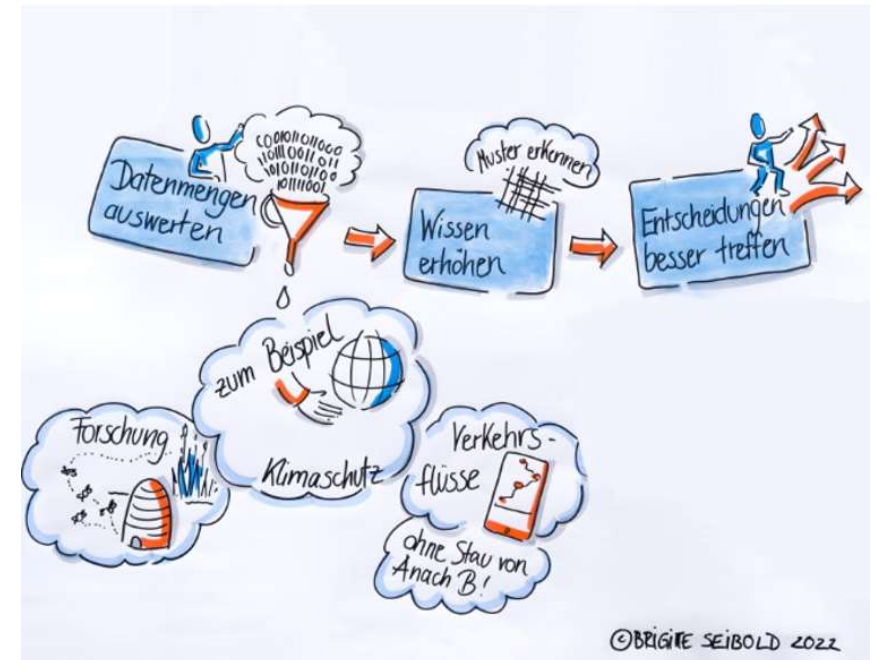 Datenmengen
auswerten
0010110110000
Muster erkennen
Wissen
erhöhen
Entscheidungen
besser treffen
zum Beispiel
Klimaschutz
Forschung
Verkehrs-
flüsse
ohne Stau von
A nach B!
©BRIGITTE SEIBOLD 2022